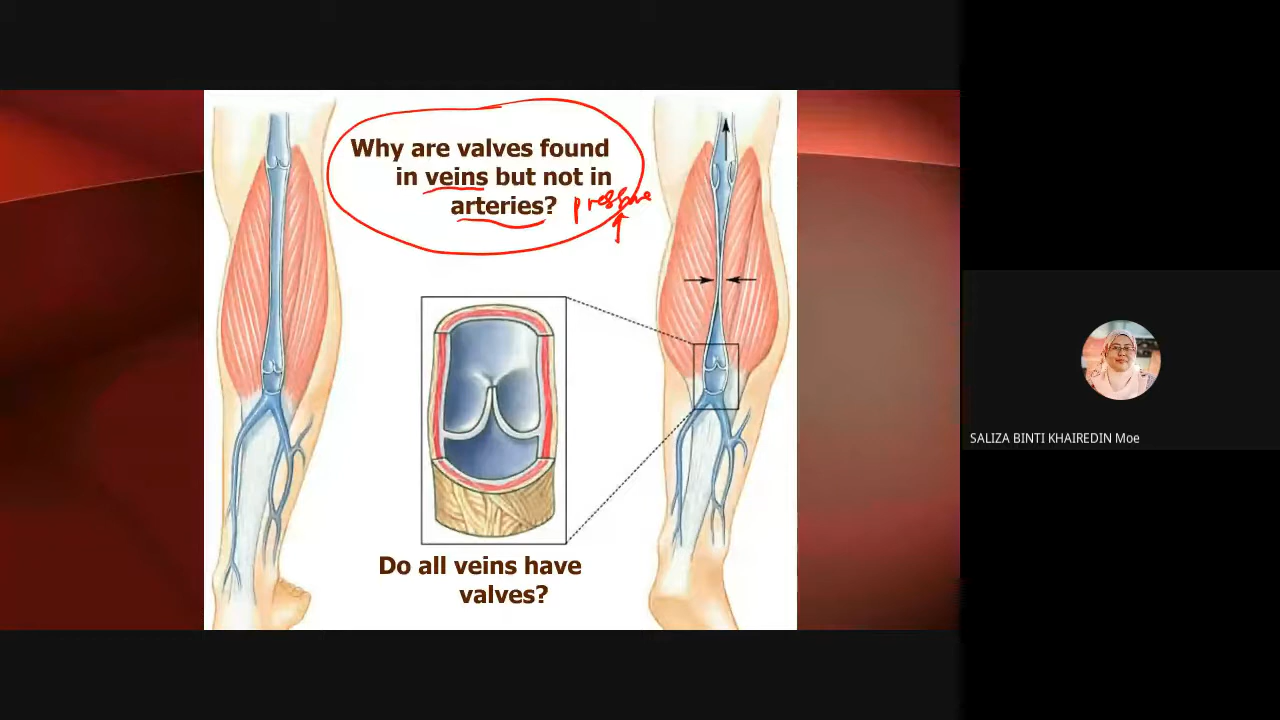 Why are valves found
in veins but not in
arteries?
pressure
↑
Do all veins have
valves?
SALIZA BINTI KHAIREDIN Moe